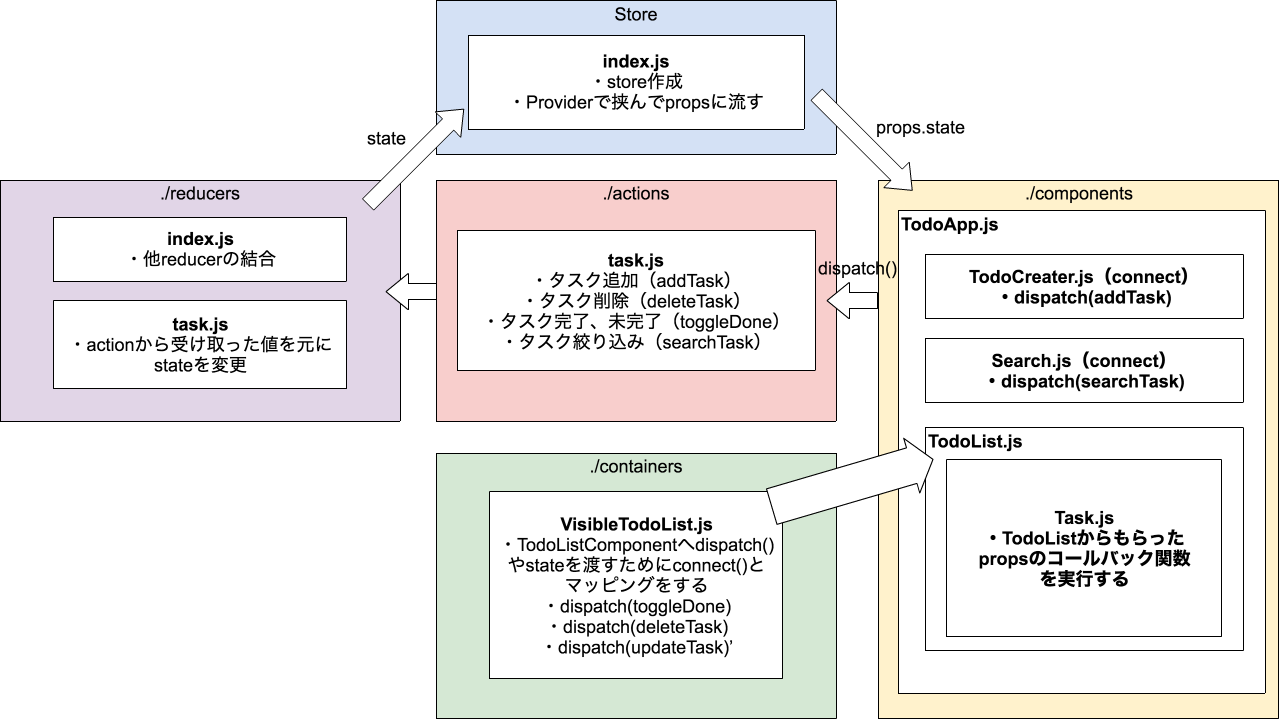 Store
index.js
・store作成
・Providerで挟んでpropsに流す
state
props.state
./reducers
index.js
・他reducerの結合
task.js
・actionから受け取った値を元に
stateを変更
./actions
task.js
・タスク追加（addTask）
・タスク削除（deleteTask）
・タスク完了、未完了（toggleDone）
・タスク絞り込み（searchTask）
dispatch()
./components
TodoApp.js
TodoCreater.js（connect）
・dispatch(addTask)
Search.js（connect）
・dispatch(searchTask)
TodoList.js
Task.js
・TodoListからもらった
propsのコールバック関数
を実行する
./containers
VisibleTodoList.js
・TodoListComponentへdispatch()
やstateを渡すためにconnect()と
マッピングをする
・dispatch(toggleDone)
・dispatch(deleteTask)
・dispatch(updateTask)’